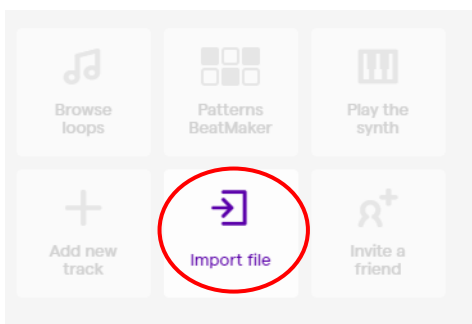 Browse
loops
Patterns
BeatMaker
Play the
synth
Add new
track
Import file
Invite a
friend